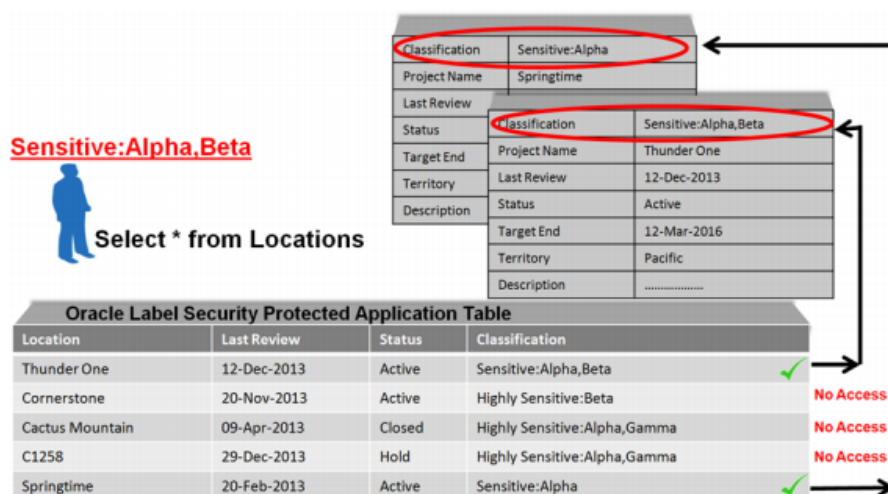 Classification Sensitive:Alpha
Project Name Springtime
Last Review
Status
Target End
Territory
Description
Classification Sensitive:Alpha,Beta
Project Name Thunder One
Last Review 12-Dec-2013
Status Active
Target End 12-Mar-2016
Territory Pacific
Description ..................
Sensitive:Alpha,Beta
Select * from Locations
Oracle Label Security Protected Application Table
Location Last Review Status Classification
Thunder One 12-Dec-2013 Active Sensitive:Alpha,Beta
Cornerstone 20-Nov-2013 Active Highly Sensitive:Beta No Access
Cactus Mountain 09-Apr-2013 Closed Highly Sensitive:Alpha,Gamma No Access
C1258 29-Dec-2013 Hold Highly Sensitive:Alpha,Gamma No Access
Springtime 20-Feb-2013 Active Sensitive:Alpha